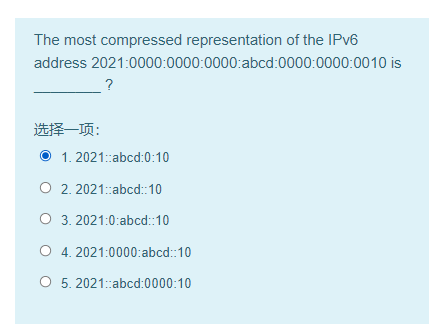 The most compressed representation of the IPv6
address 2021:0000:0000:0000:abcd:0000:0000:0010 is
_________ ?
选择一项：
1. 2021::abcd:0:10
2. 2021::abcd::10
3. 2021:0:abcd::10
4. 2021:0000:abcd::10
5. 2021::abcd:0000:10